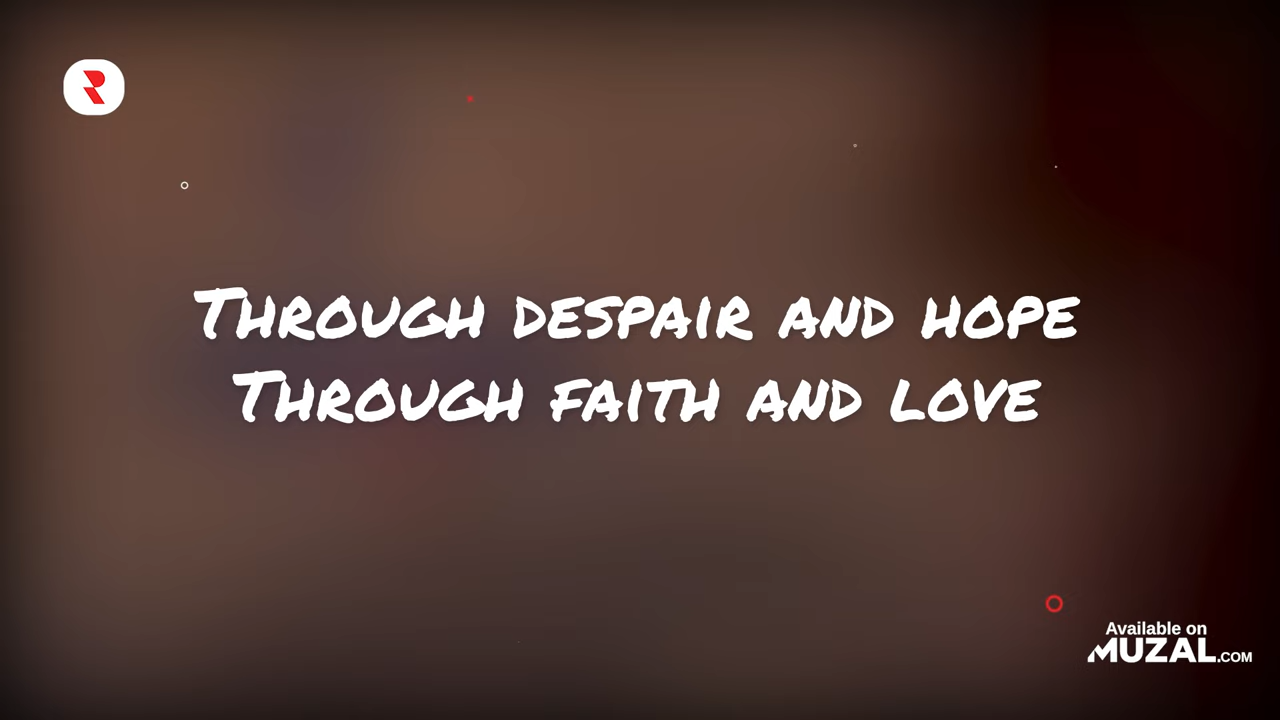 Through despair and hope
Through faith and love
Available on
MUZAL.COM